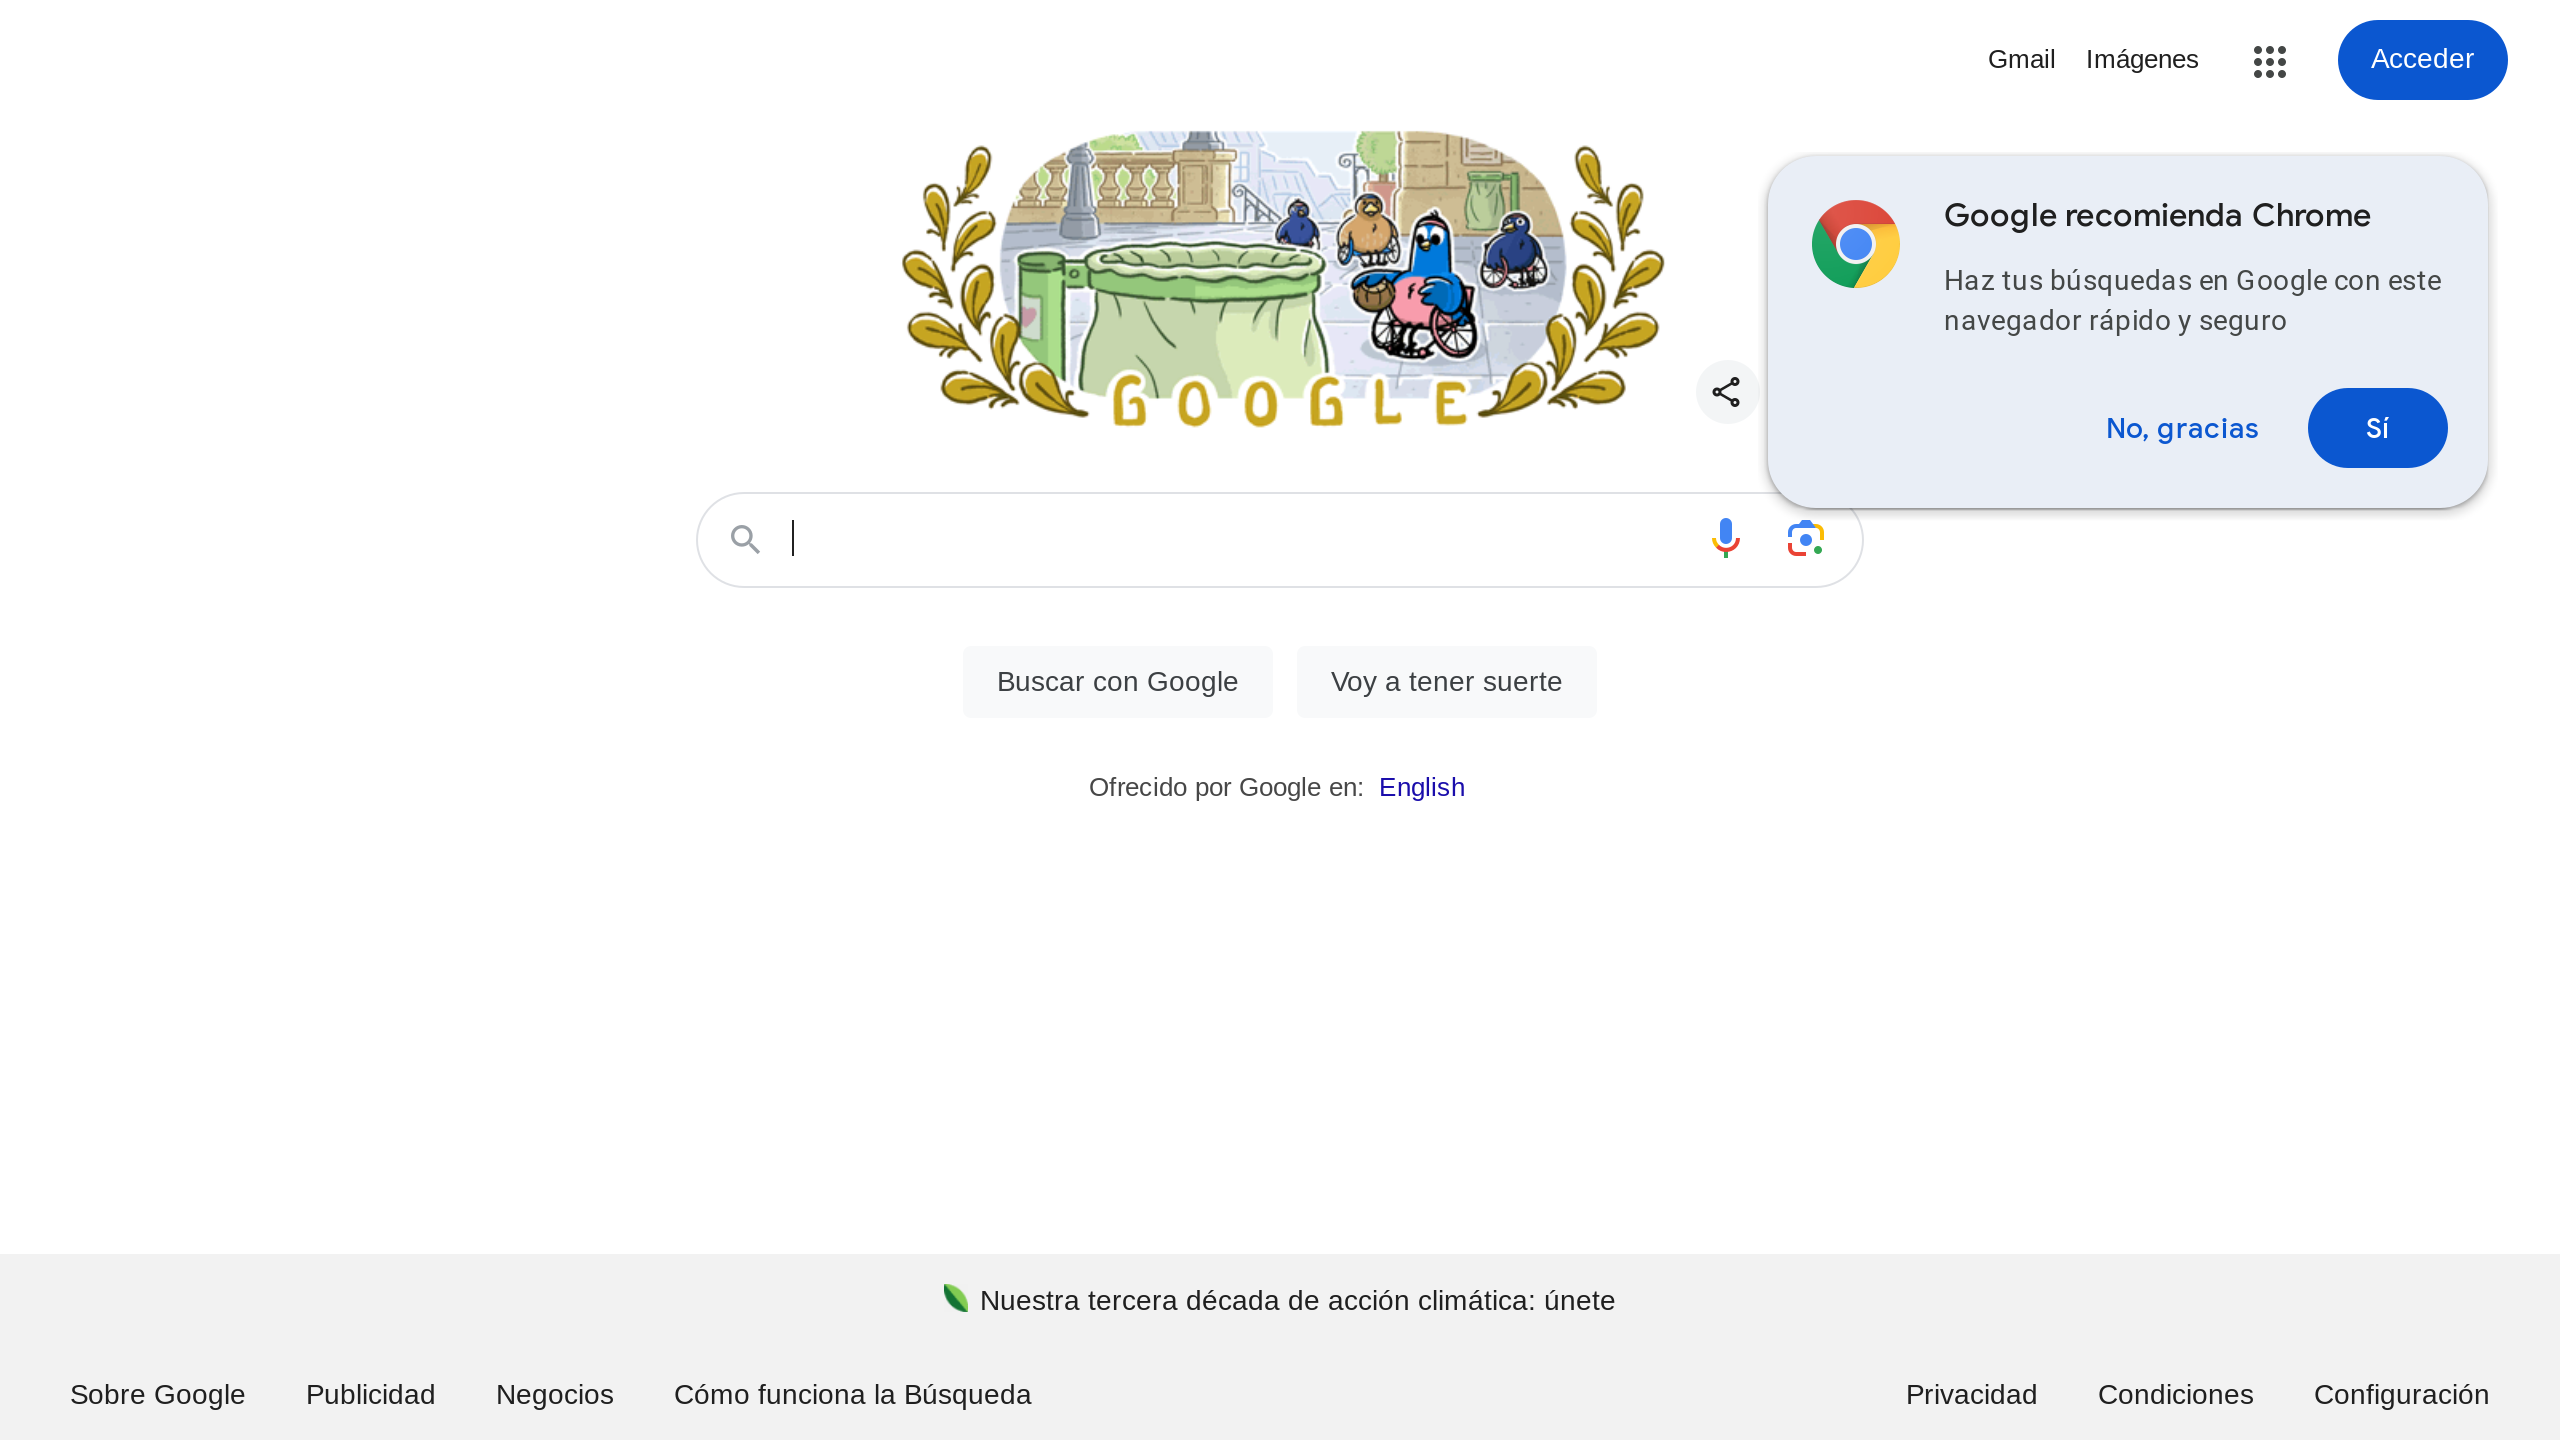 Gmail
Imágenes
Acceder
GOOGLE
Google recomienda Chrome
Haz tus búsquedas en Google con este
navegador rápido y seguro
No, gracias
Sí
Buscar con Google
Voy a tener suerte
Ofrecido por Google en: English
Nuestra tercera década de acción climática: únete
Sobre Google
Publicidad
Negocios
Cómo funciona la Búsqueda
Privacidad
Condiciones
Configuración